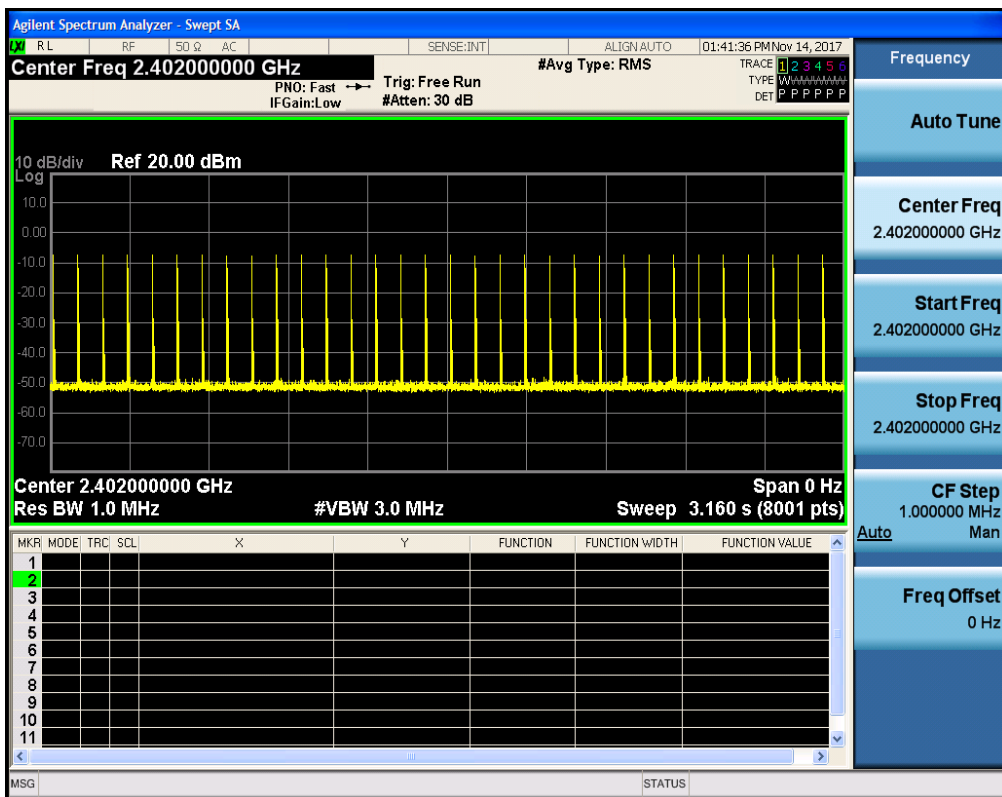 Agilent Spectrum Analyzer - Swept SA
LXI RL RF 50 Ω AC SENSE:INT ALIGN AUTO 01:41:36 PM Nov 14, 2017
Center Freq 2.402000000 GHz
#Avg Type: RMS
TRACE 1 2 3 4 5 6
PNO: Fast
Trig: Free Run
TYPE WWWWWW
IFGain:Low
#Atten: 30 dB
DET P P P P P P
10 dB/div Ref 20.00 dBm
Log
10.0
0.00
-10.0
-20.0
-30.0
-40.0
-50.0
-60.0
-70.0
Center 2.402000000 GHz Span 0 Hz
Res BW 1.0 MHz #VBW 3.0 MHz Sweep 3.160 s (8001 pts)
MKR MODE TRC SCL X Y FUNCTION FUNCTION WIDTH FUNCTION VALUE
1
2
3
4
5
6
7
8
9
10
11
MSG STATUS
Frequency
Auto Tune
Center Freq
2.402000000 GHz
Start Freq
2.402000000 GHz
Stop Freq
2.402000000 GHz
CF Step
1.000000 MHz
Auto Man
Freq Offset
0 Hz